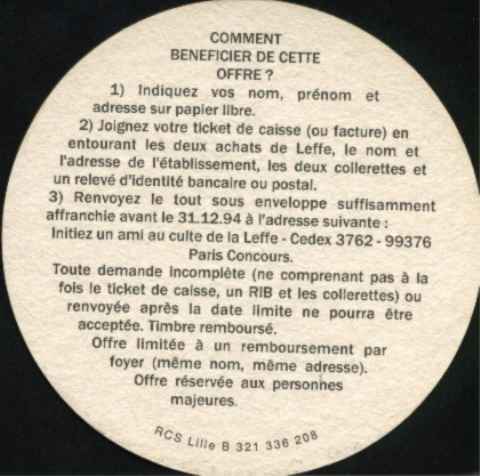 COMMENT
BENEFICIER DE CETTE
OFFRE ?
1) Indiquez vos nom, prénom et
adresse sur papier libre.
2) Joignez votre ticket de caisse (ou facture) en
entourant les deux achats de Leffe, le nom et
l'adresse de l'établissement, les deux collerettes et
un relevé d'identité bancaire ou postal.
3) Renvoyez le tout sous enveloppe suffisamment
affranchie avant le 31.12.94 à l'adresse suivante :
Initiez un ami au culte de la Leffe - Cedex 3762 - 99376
Paris Concours.
Toute demande incomplète (ne comprenant pas à la
fois le ticket de caisse, un RIB et les collerettes) ou
renvoyée après la date limite ne pourra être
acceptée. Timbre remboursé.
Offre limitée à un remboursement par
foyer (même nom, même adresse).
Offre réservée aux personnes
majeures.
RCS Lille B 321 336 208